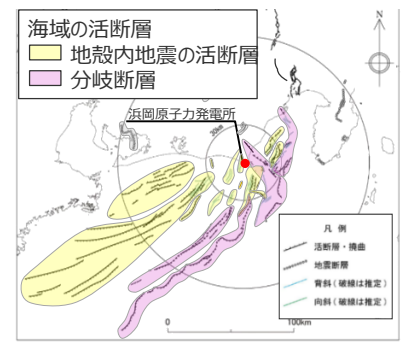 海域の活断層
地殻内地震の活断層
分岐断層
N
浜岡原子力発電所
凡 例
活断層・撓曲
地震断層
背斜(破線は推定)
向斜(破線は推定)
0 100km